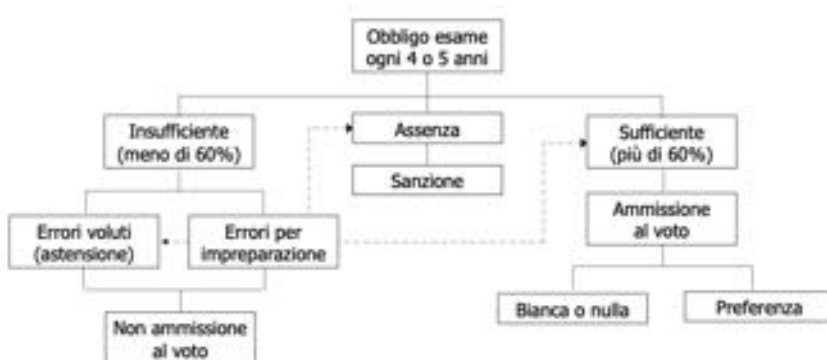 Obbligo esame
ogni 4 o 5 anni
Insufficiente
(meno di 60%)
Assenza
Sufficiente
(più di 60%)
Sanzione
Errori voluti
(astensione)
Errori per
impreparazione
Ammissione
al voto
Bianca o nulla
Preferenza
Non ammissione
al voto